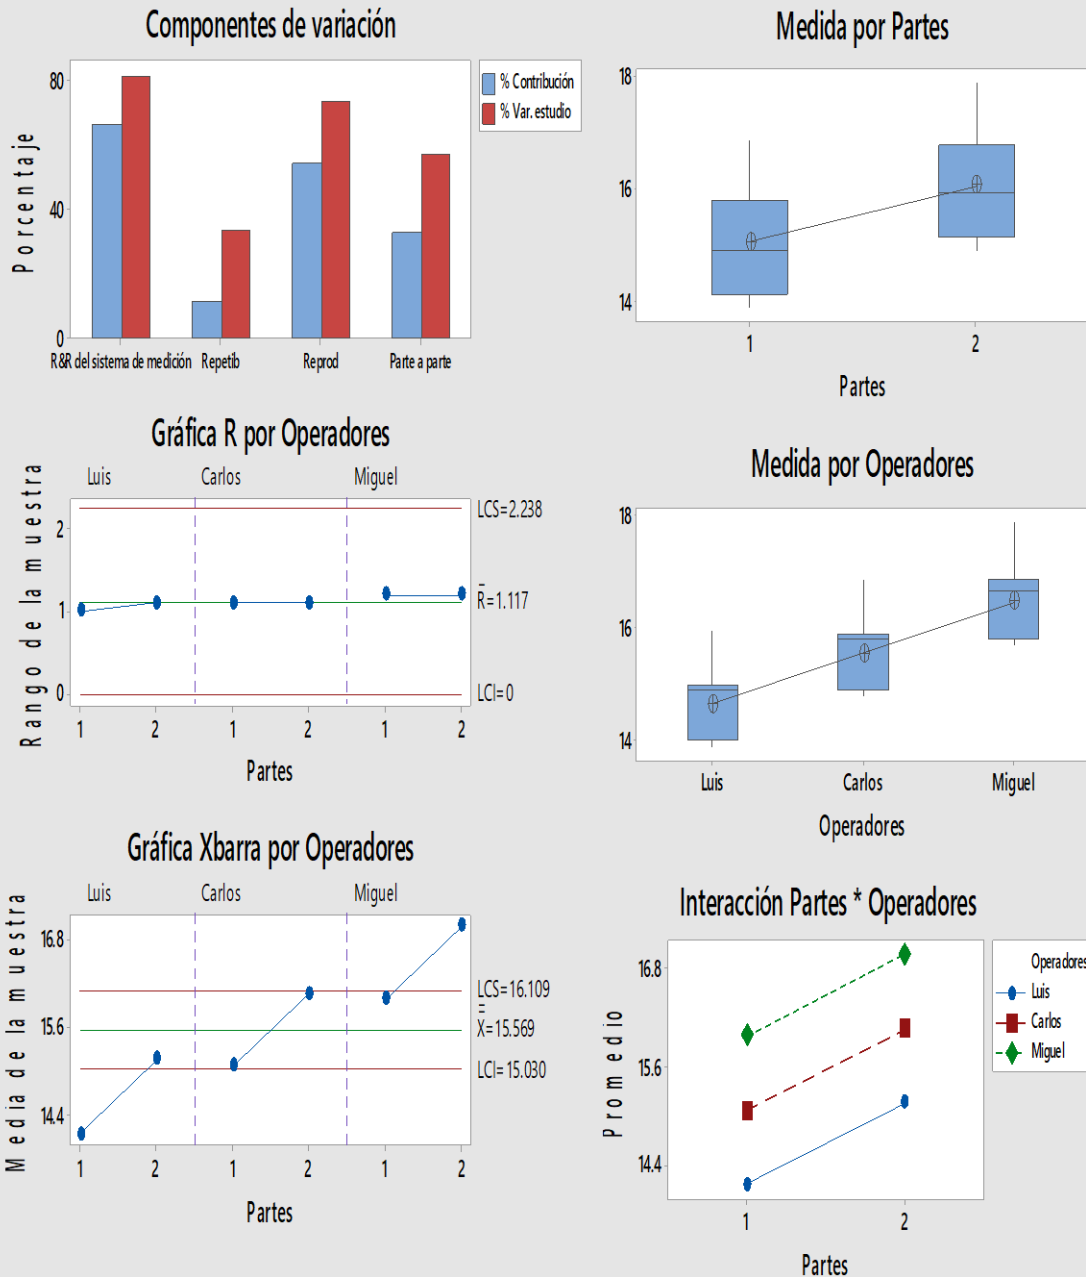 Componentes de variación
Porcentaje
80
40
0
R&R del sistema de medición Repetib Reprod Parte a parte
% Contribución
% Var. estudio
Medida por Partes
18
16
14
1 2
Partes
Gráfica R por Operadores
Luis Carlos Miguel
Rango de la muestra
2
1
0
LCS=2.238
R=1.117
LCI=0
1 2 1 2 1 2
Partes
Medida por Operadores
18
16
14
Luis Carlos Miguel
Operadores
Gráfica Xbarra por Operadores
Luis Carlos Miguel
Media de la muestra
16.8
15.6
14.4
LCS=16.109
X=15.569
LCI=15.030
1 2 1 2 1 2
Partes
Interacción Partes * Operadores
Promedio
16.8
15.6
14.4
1 2
Partes
Operadores
Luis
Carlos
Miguel